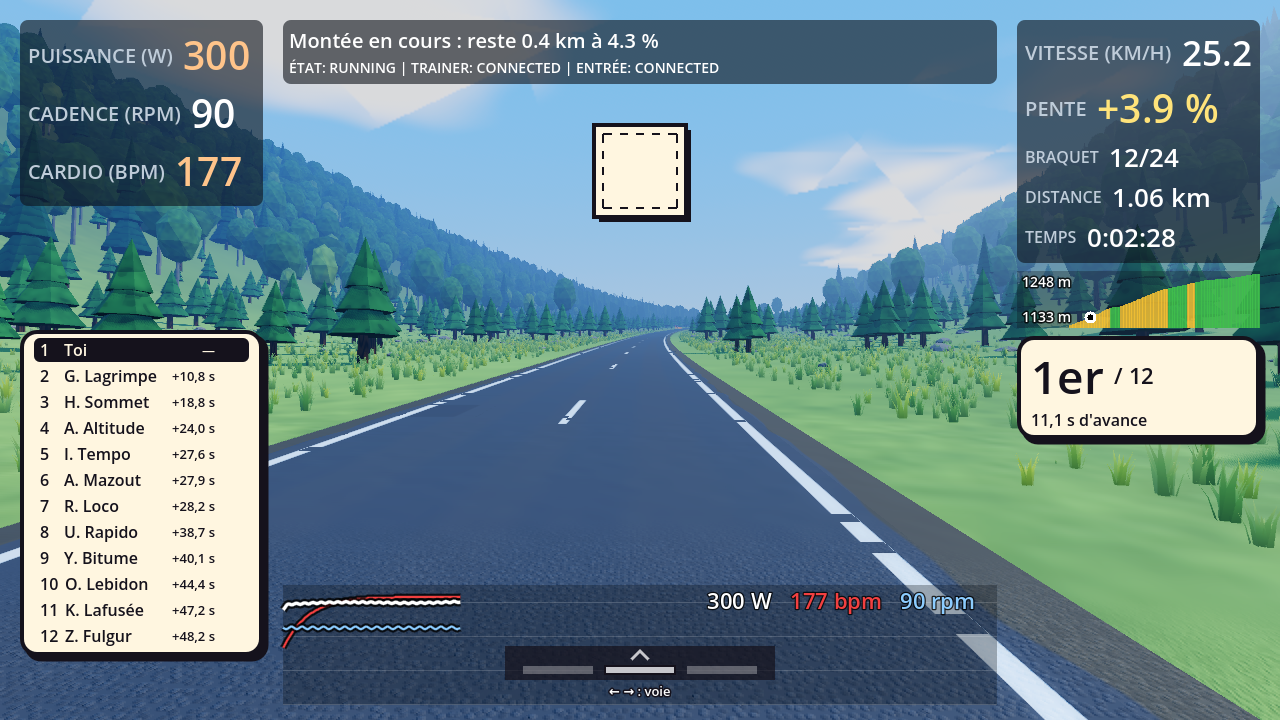 PUISSANCE (W) 300
CADENCE (RPM) 90
CARDIO (BPM) 177
Montée en cours : reste 0.4 km à 4.3 %
ÉTAT: RUNNING | TRAINER: CONNECTED | ENTRÉE: CONNECTED
VITESSE (KM/H) 25.2
PENTE +3.9 %
BRAQUET 12/24
DISTANCE 1.06 km
TEMPS 0:02:28
1248 m
1133 m
1er / 12
11,1 s d'avance
1 Toi —
2 G. Lagrimpe +10,8 s
3 H. Sommet +18,8 s
4 A. Altitude +24,0 s
5 I. Tempo +27,6 s
6 A. Mazout +27,9 s
7 R. Loco +28,2 s
8 U. Rapido +38,7 s
9 Y. Bitume +40,1 s
10 O. Lebidon +44,4 s
11 K. Lafusée +47,2 s
12 Z. Fulgur +48,2 s
300 W 177 bpm 90 rpm
← → : voie